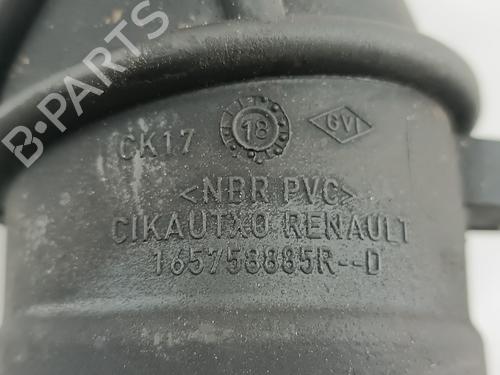 B-PARTS
CK17
18
GVI
<NBR PVC>
CIKAUTXO RENAULT
165758885R--D